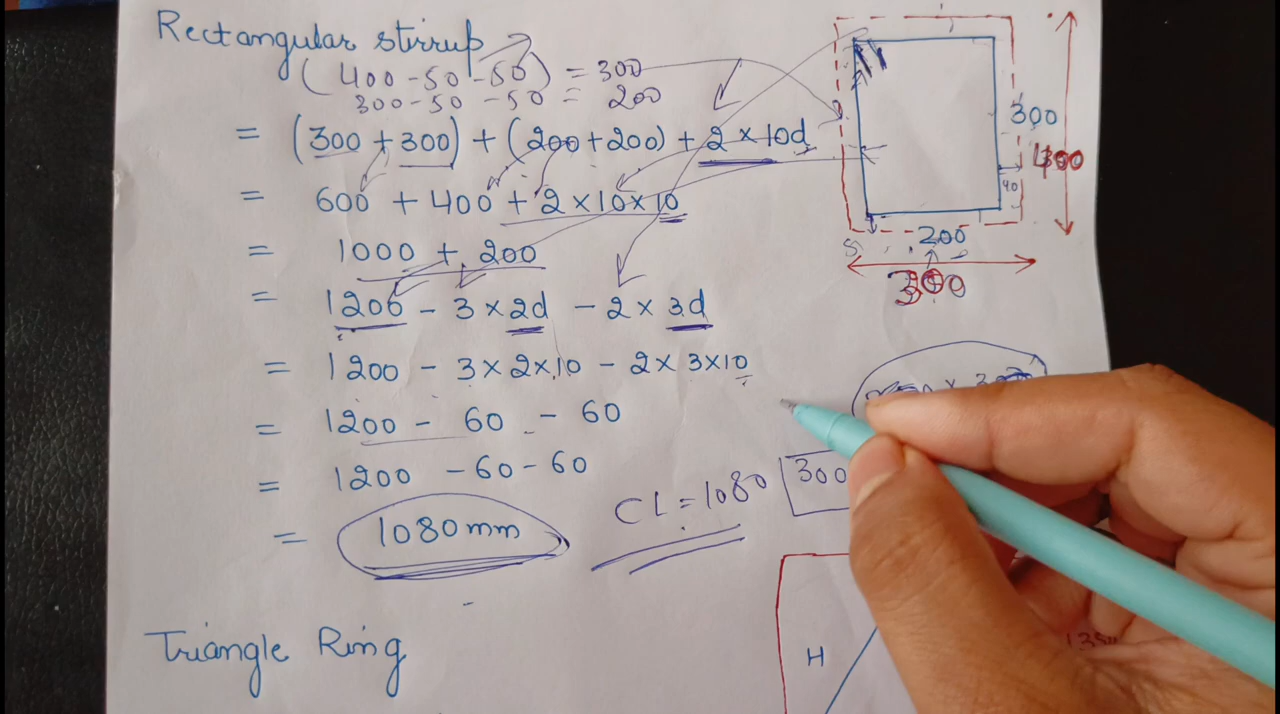 Rectangular stirrup
(400 - 50 - 50) = 300
300 - 50 - 50 = 200
= (300 + 300) + (200 + 200) + 2 × 10d
= 600 + 400 + 2 × 10 × 10
= 1000 + 200
= 1200 - 3 × 2d - 2 × 3d
= 1200 - 3 × 2 × 10 - 2 × 3 × 10
= 1200 - 60 - 60
= 1200 - 60 - 60
= 1080 mm
CL = 1080
300
Triangle Ring
300
400
40
200
300
H